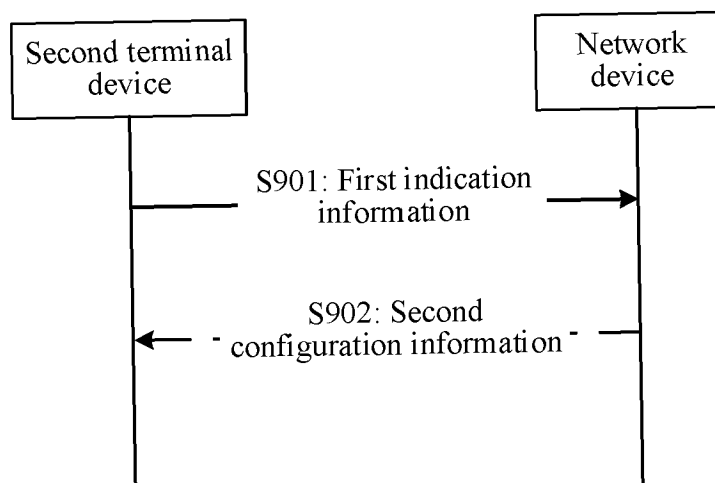 Second terminal
device
Network
device
S901: First indication
information
S902: Second
configuration information